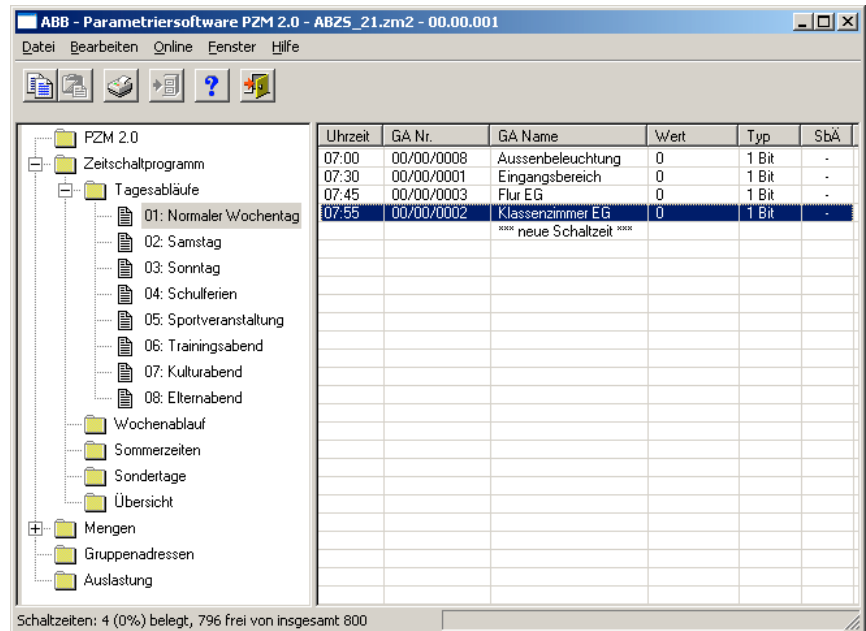 ABB - Parametriersoftware PZM 2.0 - ABZS_21.zm2 - 00.00.001
Datei Bearbeiten Online Fenster Hilfe
PZM 2.0
Zeitschaltprogramm
Tagesabläufe
01: Normaler Wochentag
02: Samstag
03: Sonntag
04: Schulferien
05: Sportveranstaltung
06: Trainingsabend
07: Kulturabend
08: Elternabend
Wochenablauf
Sommerzeiten
Sondertage
Übersicht
Mengen
Gruppenadressen
Auslastung
Uhrzeit GA Nr. GA Name Wert Typ SbÄ
07:00 00/00/0008 Aussenbeleuchtung 0 1 Bit -
07:30 00/00/0001 Eingangsbereich 0 1 Bit -
07:45 00/00/0003 Flur EG 0 1 Bit -
07:55 00/00/0002 Klassenzimmer EG 0 1 Bit -
*** neue Schaltzeit ***
Schaltzeiten: 4 (0%) belegt, 796 frei von insgesamt 800